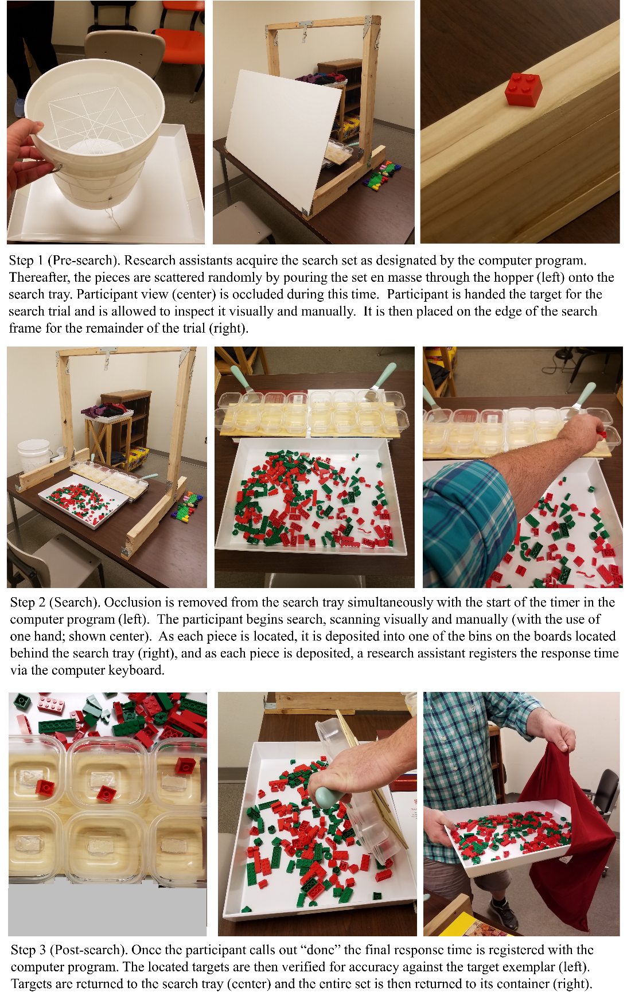 Step 1 (Pre-search). Research assistants acquire the search set as designated by the computer program.
Thereafter, the pieces are scattered randomly by pouring the set en masse through the hopper (left) onto the
search tray. Participant view (center) is occluded during this time.  Participant is handed the target for the
search trial and is allowed to inspect it visually and manually.  It is then placed on the edge of the search
frame for the remainder of the trial (right).
Step 2 (Search). Occlusion is removed from the search tray simultaneously with the start of the timer in the
computer program (left).  The participant begins search, scanning visually and manually (with the use of
one hand; shown center).  As each piece is located, it is deposited into one of the bins on the boards located
behind the search tray (right), and as each piece is deposited, a research assistant registers the response time
via the computer keyboard.
Step 3 (Post-search). Once the participant calls out “done” the final response time is registered with the
computer program. The located targets are then verified for accuracy against the target exemplar (left).
Targets are returned to the search tray (center) and the entire set is then returned to its container (right).